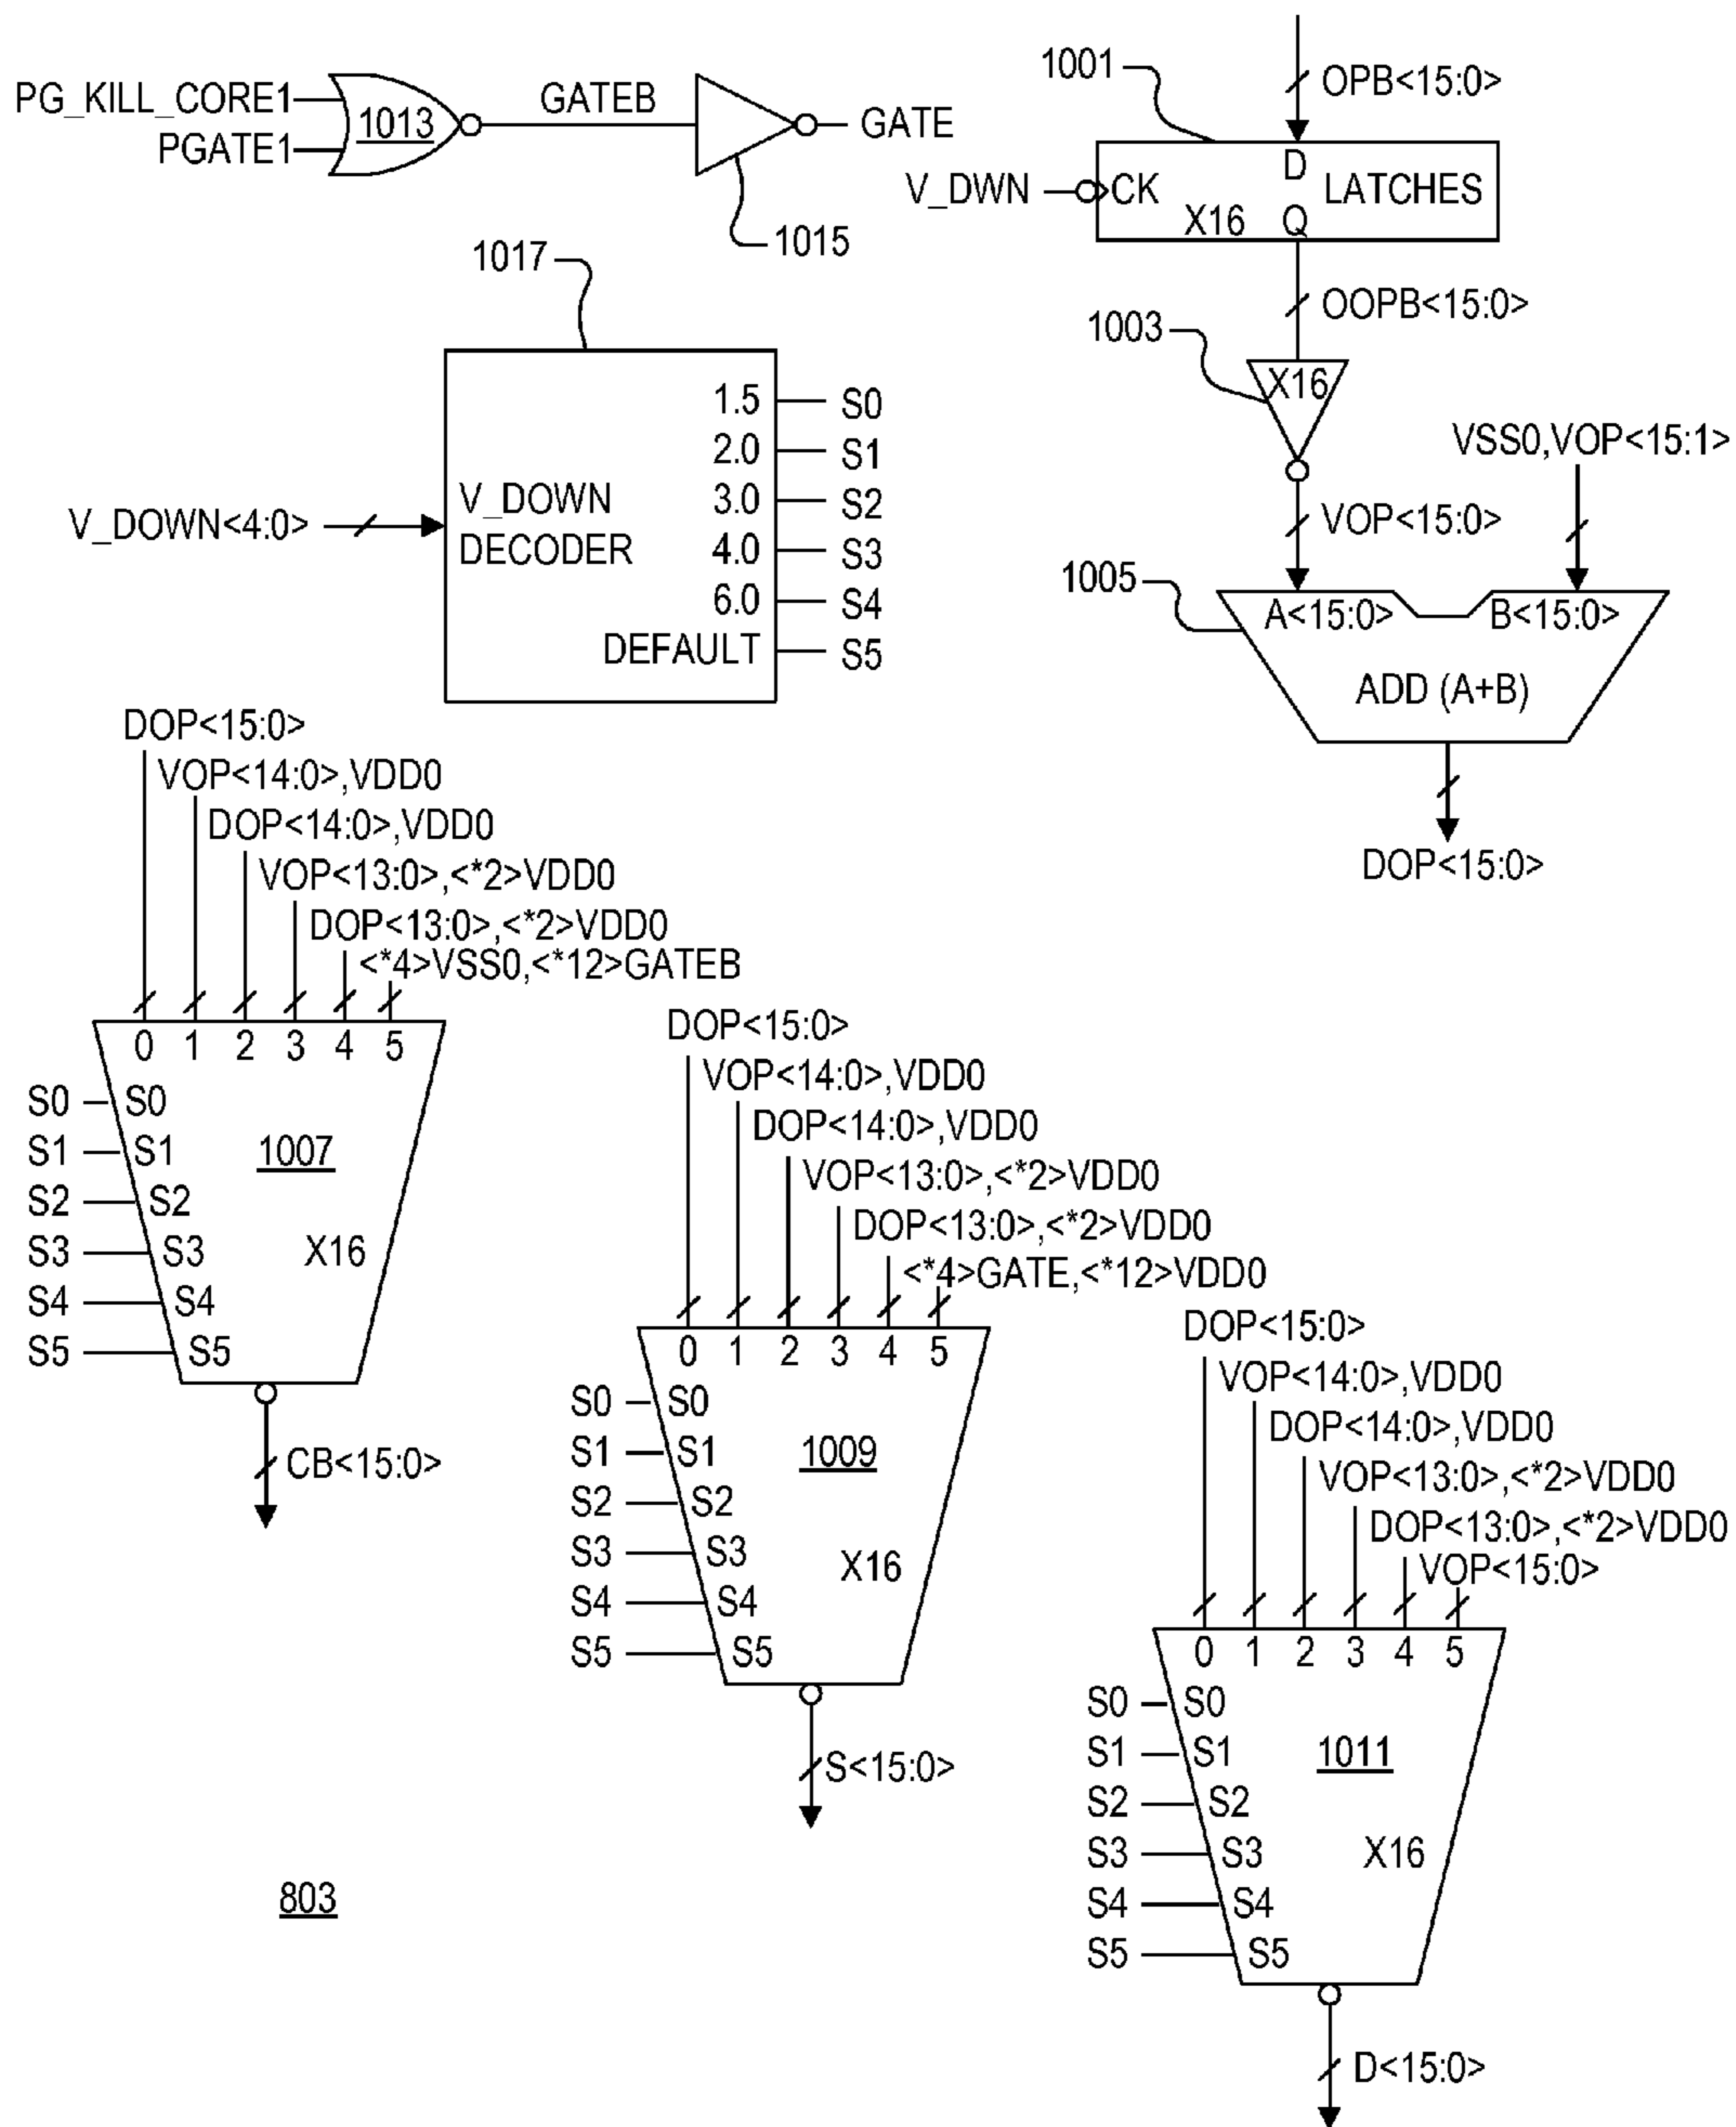 PG_KILL_CORE1
PGATE1
1013
GATEB
GATE
1015
1001
OPB<15:0>
V_DWN
CK
D
LATCHES
X16
Q
OOPB<15:0>
1003
X16
VOP<15:0>
VSS0,VOP<15:1>
1005
A<15:0>
B<15:0>
ADD (A+B)
DOP<15:0>
1017
V_DOWN<4:0>
V_DOWN
DECODER
1.5 S0
2.0 S1
3.0 S2
4.0 S3
6.0 S4
DEFAULT S5
DOP<15:0>
VOP<14:0>,VDD0
DOP<14:0>,VDD0
VOP<13:0>,<*2>VDD0
DOP<13:0>,<*2>VDD0
<*4>VSS0,<*12>GATEB
0 1 2 3 4 5
S0 S0
S1 S1
1007
S2 S2
S3 S3
X16
S4 S4
S5 S5
CB<15:0>
DOP<15:0>
VOP<14:0>,VDD0
DOP<14:0>,VDD0
VOP<13:0>,<*2>VDD0
DOP<13:0>,<*2>VDD0
<*4>GATE,<*12>VDD0
0 1 2 3 4 5
S0 S0
S1 S1
1009
S2 S2
S3 S3
X16
S4 S4
S5 S5
S<15:0>
DOP<15:0>
VOP<14:0>,VDD0
DOP<14:0>,VDD0
VOP<13:0>,<*2>VDD0
DOP<13:0>,<*2>VDD0
VOP<15:0>
0 1 2 3 4 5
S0 S0
S1 S1
1011
S2 S2
S3 S3
X16
S4 S4
S5 S5
D<15:0>
803